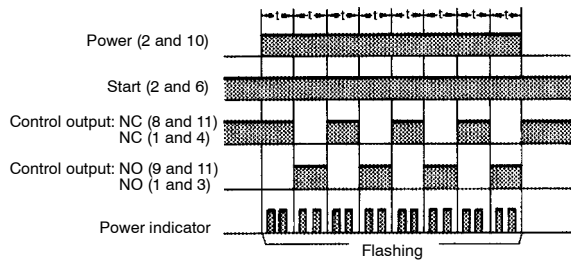 t t t t t t t t
Power (2 and 10)
Start (2 and 6)
Control output: NC (8 and 11)
NC (1 and 4)
Control output: NO (9 and 11)
NO (1 and 3)
Power indicator
Flashing